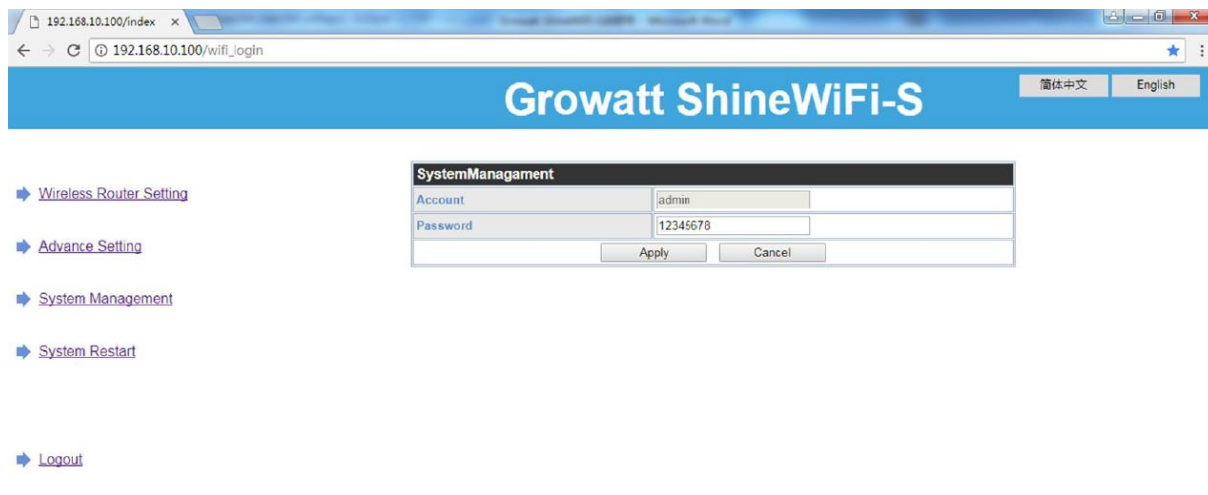 192.168.10.100/index
192.168.10.100/wifi_login
Growatt ShineWiFi-S
简体中文
English
Wireless Router Setting
Advance Setting
System Management
System Restart
Logout
SystemManagament
Account admin
Password 12345678
Apply Cancel